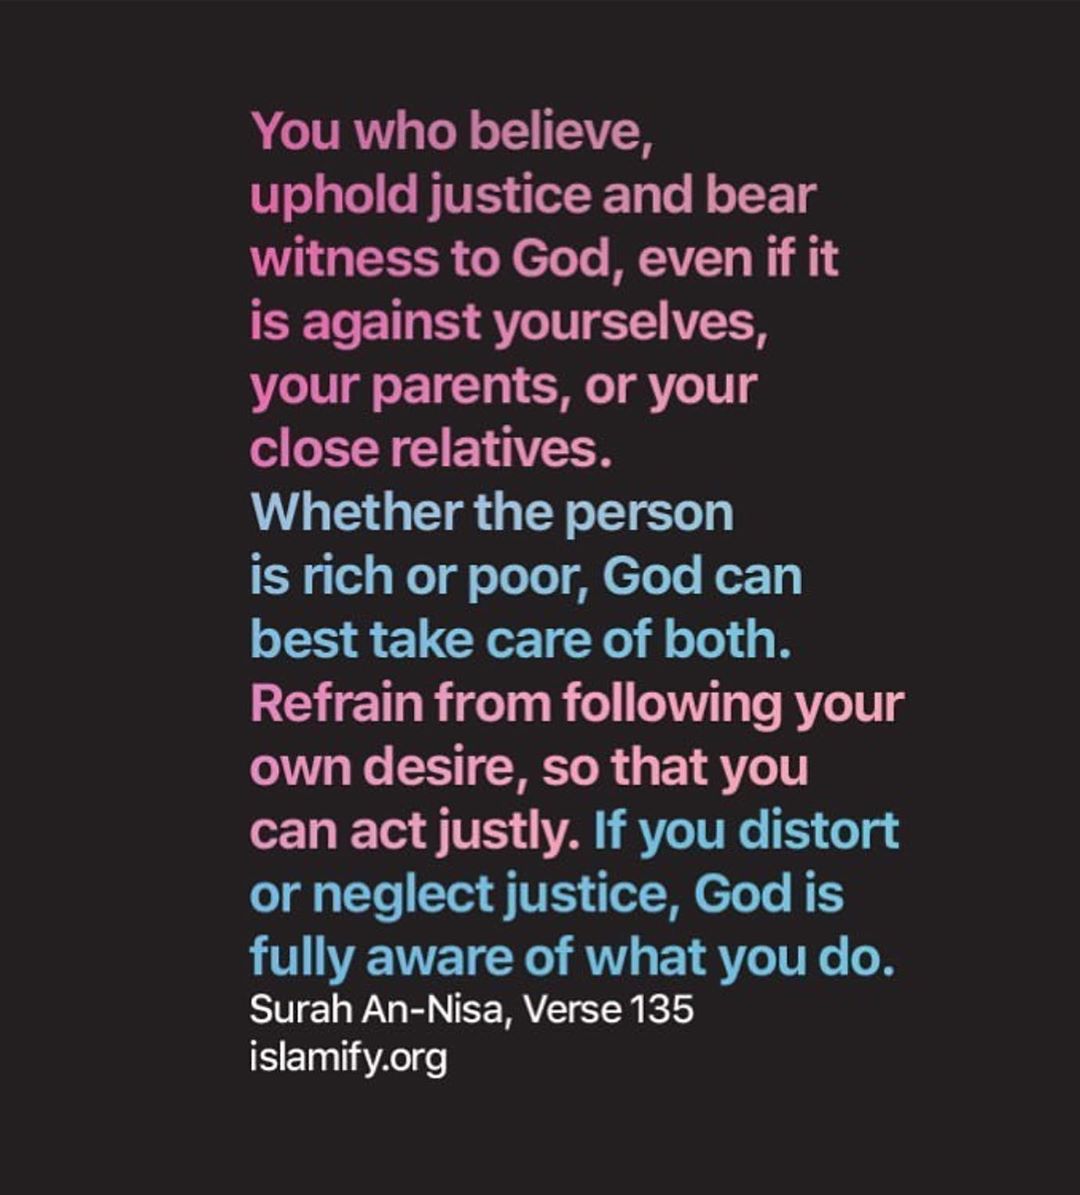 You who believe,
uphold justice and bear
witness to God, even if it
is against yourselves,
your parents, or your
close relatives.
Whether the person
is rich or poor, God can
best take care of both.
Refrain from following your
own desire, so that you
can act justly. If you distort
or neglect justice, God is
fully aware of what you do.
Surah An-Nisa, Verse 135
islamify.org